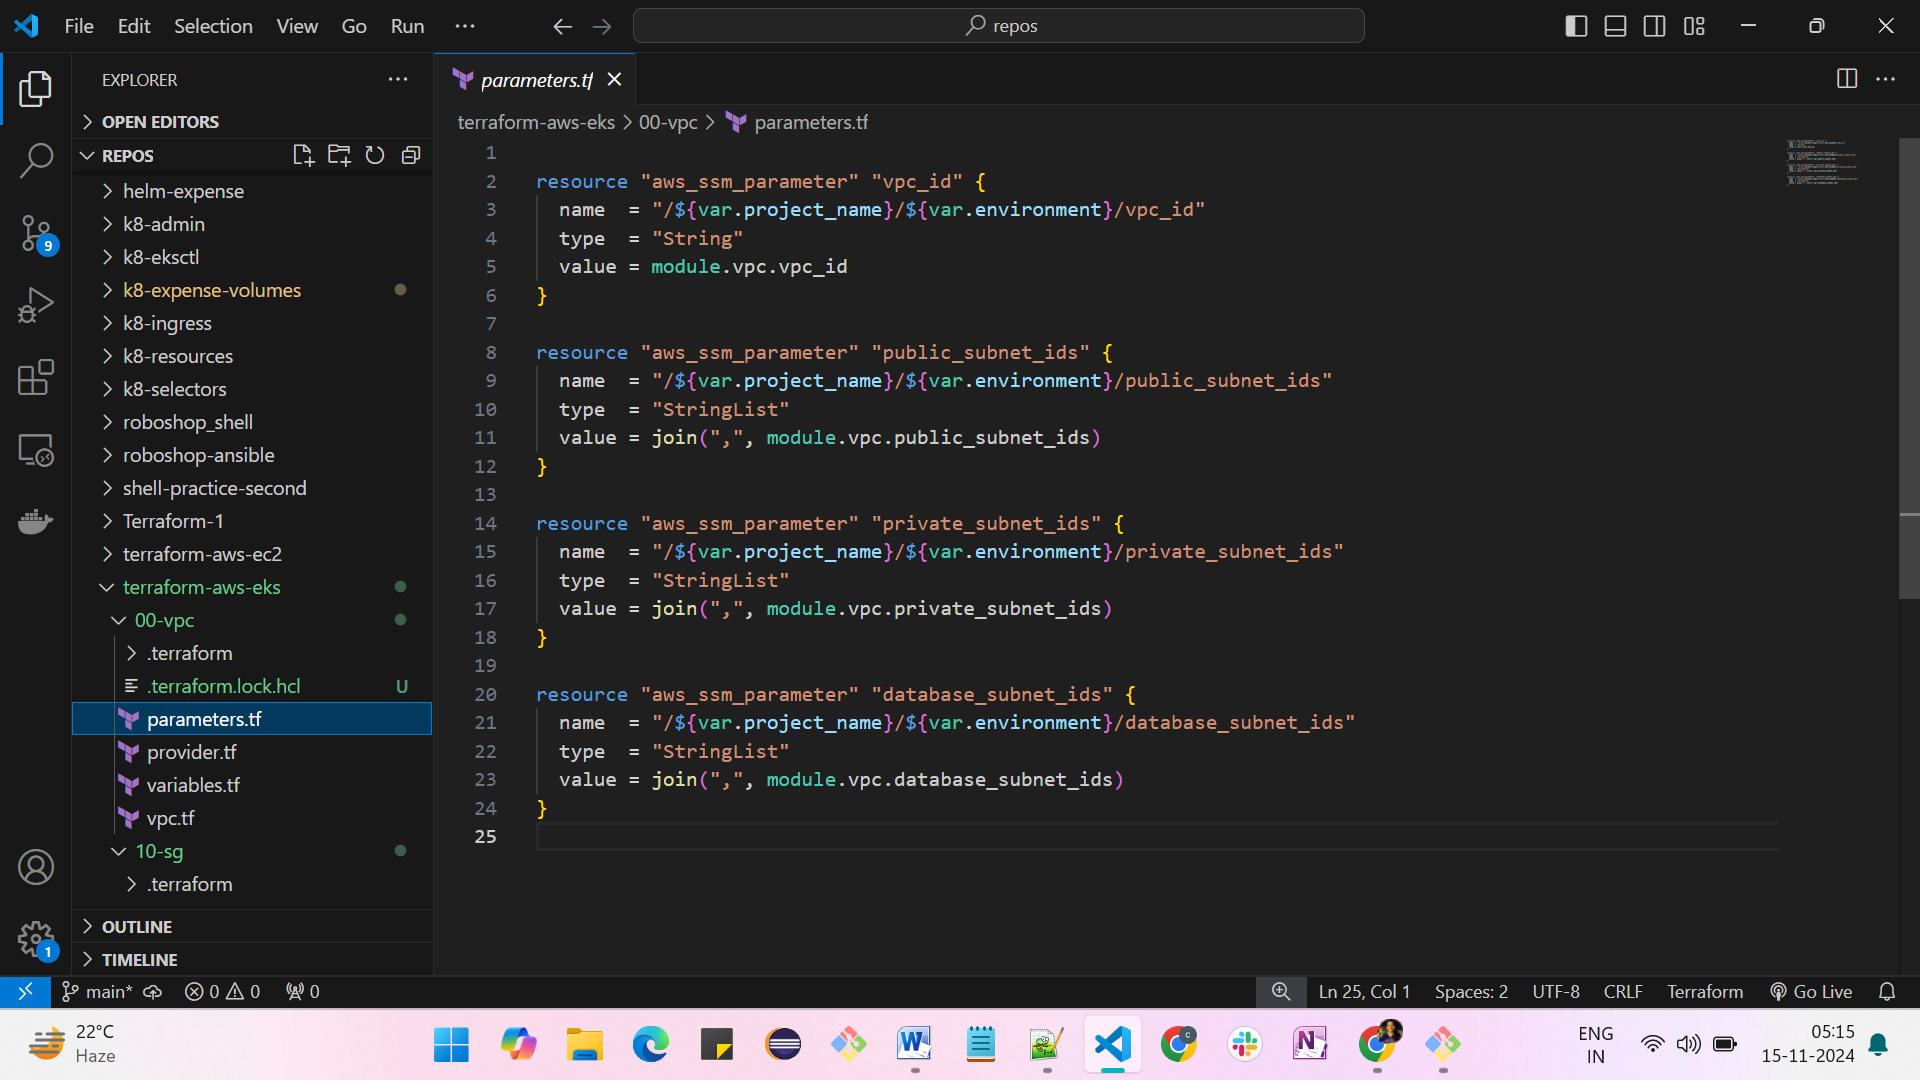 File Edit Selection View Go Run ··· repos
EXPLORER
OPEN EDITORS
REPOS
helm-expense
k8-admin
k8-eksctl
k8-expense-volumes
k8-ingress
k8-resources
k8-selectors
roboshop_shell
roboshop-ansible
shell-practice-second
Terraform-1
terraform-aws-ec2
terraform-aws-eks
00-vpc
.terraform
.terraform.lock.hcl U
parameters.tf
provider.tf
variables.tf
vpc.tf
10-sg
.terraform
OUTLINE
TIMELINE
9
1
parameters.tf
terraform-aws-eks > 00-vpc > parameters.tf
1
2 resource "aws_ssm_parameter" "vpc_id" {
3   name  = "/${var.project_name}/${var.environment}/vpc_id"
4   type  = "String"
5   value = module.vpc.vpc_id
6 }
7
8 resource "aws_ssm_parameter" "public_subnet_ids" {
9   name  = "/${var.project_name}/${var.environment}/public_subnet_ids"
10   type  = "StringList"
11   value = join(",", module.vpc.public_subnet_ids)
12 }
13
14 resource "aws_ssm_parameter" "private_subnet_ids" {
15   name  = "/${var.project_name}/${var.environment}/private_subnet_ids"
16   type  = "StringList"
17   value = join(",", module.vpc.private_subnet_ids)
18 }
19
20 resource "aws_ssm_parameter" "database_subnet_ids" {
21   name  = "/${var.project_name}/${var.environment}/database_subnet_ids"
22   type  = "StringList"
23   value = join(",", module.vpc.database_subnet_ids)
24 }
25
main* 0 0 0 Ln 25, Col 1 Spaces: 2 UTF-8 CRLF Terraform Go Live
22°C
Haze
ENG
IN
05:15
15-11-2024